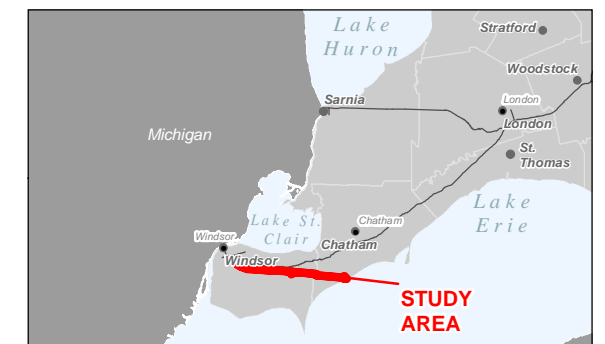 Lake
Huron
Stratford
Woodstock
Sarnia
London
London
Michigan
St.
Thomas
Lake
Erie
Lake St.
Clair
Chatham
Chatham
Windsor
Windsor
STUDY
AREA